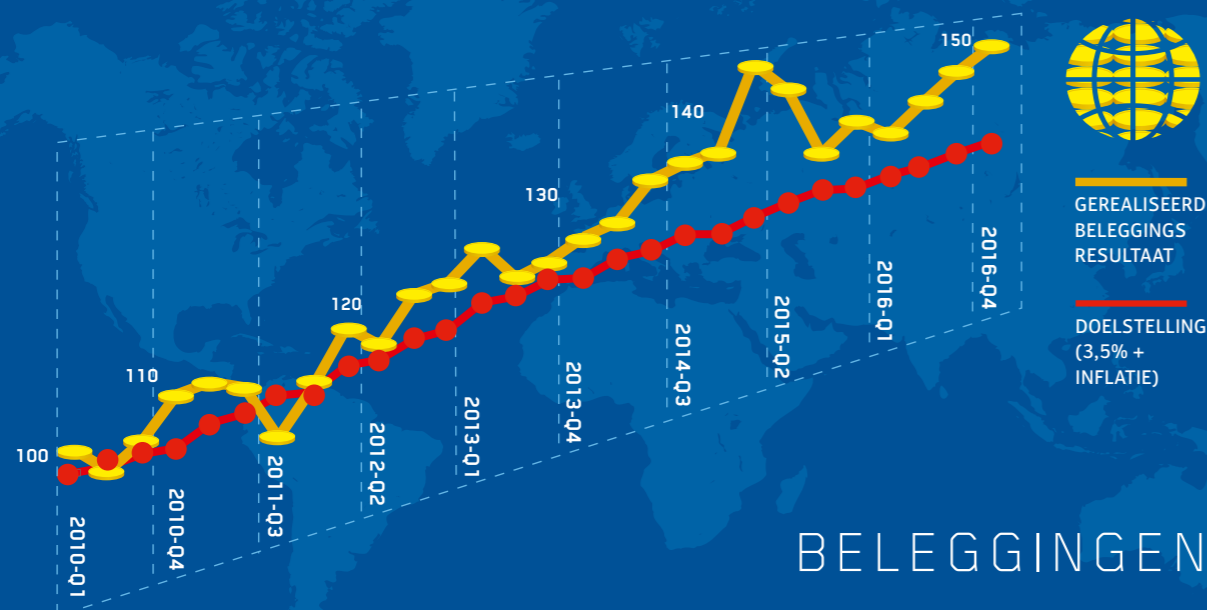 150
140
130
120
110
100
2010-Q1
2010-Q4
2011-Q3
2012-Q2
2013-Q1
2013-Q4
2014-Q3
2015-Q2
2016-Q1
2016-Q4
GEREALISEERD
BELEGGINGS
RESULTAAT
DOELSTELLING
(3,5% +
INFLATIE)
BELEGGINGEN